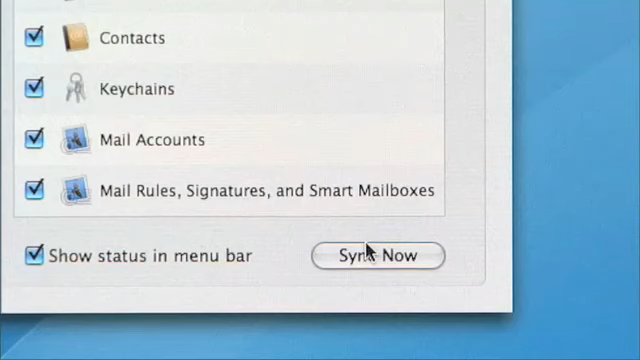 Contacts
Keychains
Mail Accounts
Mail Rules, Signatures, and Smart Mailboxes
Show status in menu bar
Sync Now